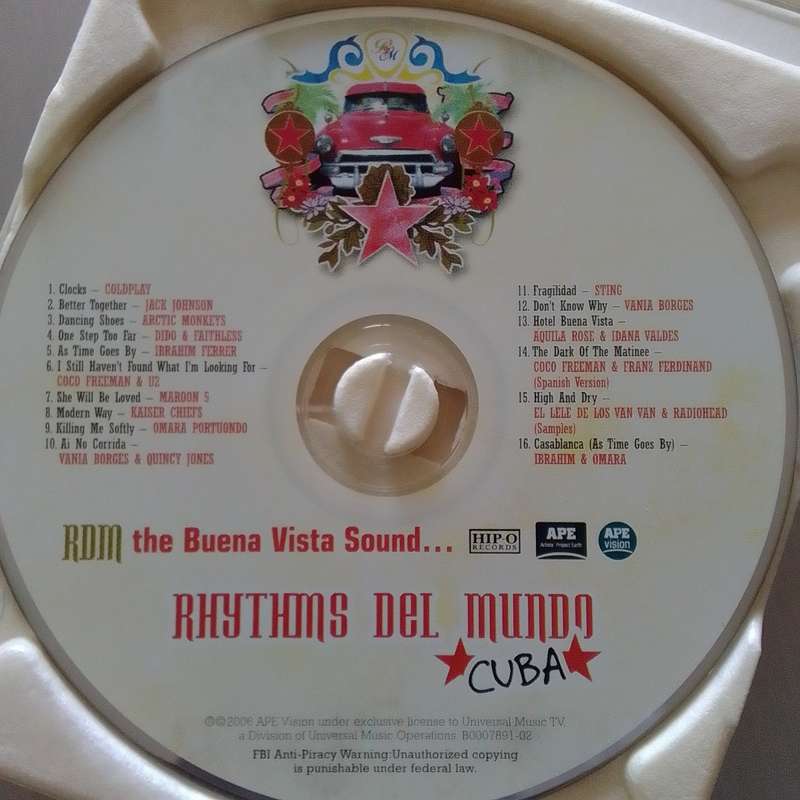 RM
1. Clocks – COLDPLAY
2. Better Together – JACK JOHNSON
3. Dancing Shoes – ARCTIC MONKEYS
4. One Step Too Far – DIDO & FAITHLESS
5. As Time Goes By – IBRAHIM FERRER
6. I Still Haven't Found What I'm Looking For –
COCO FREEMAN & U2
7. She Will Be Loved – MAROON 5
8. Modern Way – KAISER CHIEFS
9. Killing Me Softly – OMARA PORTUONDO
10. Ai No Corrida –
VANIA BORGES & QUINCY JONES
11. Fragilidad – STING
12. Don't Know Why – VANIA BORGES
13. Hotel Buena Vista –
AQUILA ROSE & IDANA VALDES
14. The Dark Of The Matinee –
COCO FREEMAN & FRANZ FERDINAND
(Spanish Version)
15. High And Dry –
EL LELE DE LOS VAN VAN & RADIOHEAD
(Samples)
16. Casablanca (As Time Goes By) –
IBRAHIM & OMARA
RDM the Buena Vista Sound...
HIP-O
RECORDS
APE
Artists Project Earth
APE
vision
RHYTHMS DEL MUNDO
CUBA
℗©2006 APE Vision under exclusive license to Universal Music TV.
a Division of Universal Music Operations. B0007891-02
FBI Anti-Piracy Warning:Unauthorized copying
is punishable under federal law.